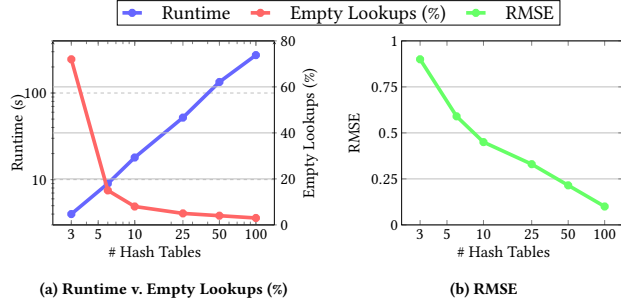 Runtime Empty Lookups (%) RMSE
Runtime (s)
100
10
80
60
40
20
0
Empty Lookups (%)
3 5 10 25 50 100
# Hash Tables
(a) Runtime v. Empty Lookups (%)
RMSE
1
0.75
0.5
0.25
0
3 5 10 25 50 100
# Hash Tables
(b) RMSE